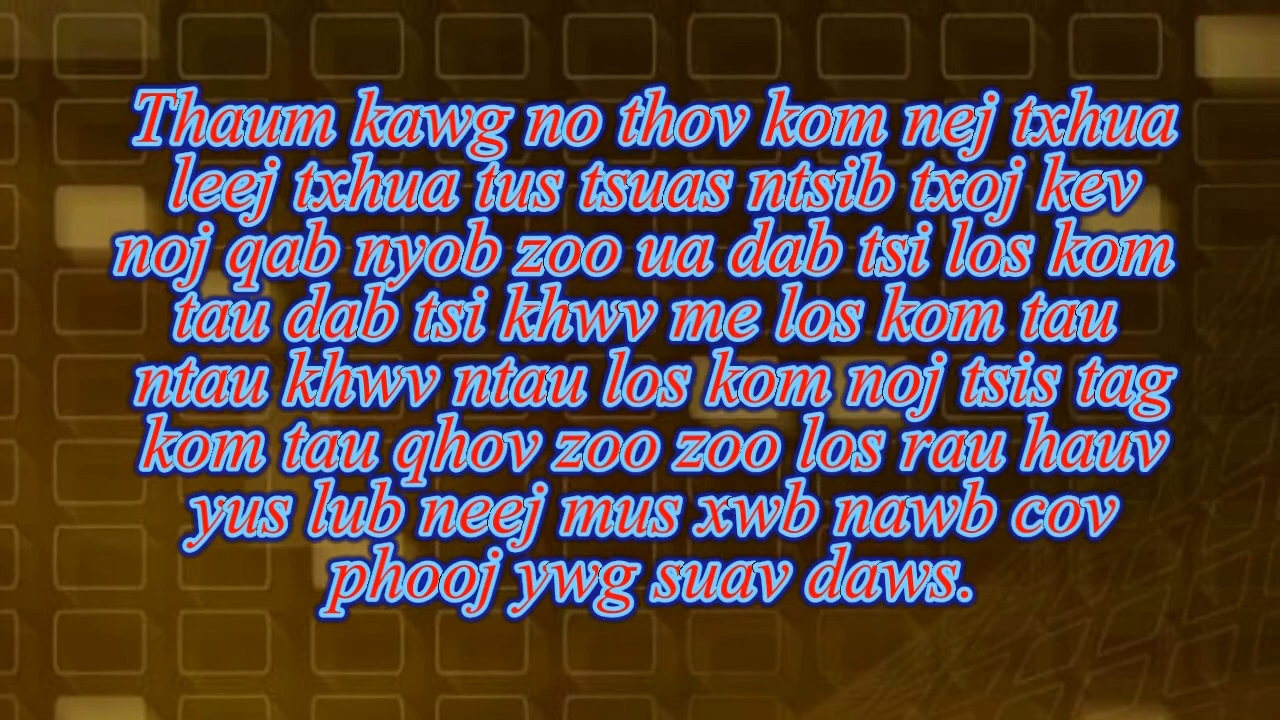 Thaum kawg no thov kom nej txhua
leej txhua tus tsuas ntsib txoj kev
noj qab nyob zoo ua dab tsi los kom
tau dab tsi khwv me los kom tau
ntau khwv ntau los kom noj tsis tag
kom tau qhov zoo zoo los rau hauv
yus lub neej mus xwb nawb cov
phooj ywg suav daws.